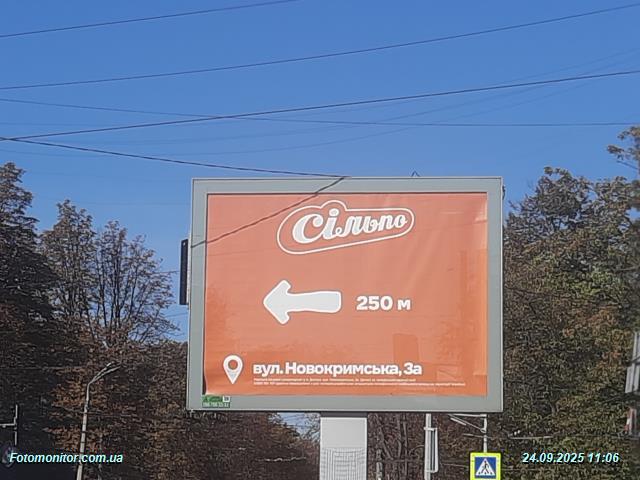 Сільпо
250 м
вул. Новокримська, 3а
Fotomonitor.com.ua
24.09.2025 11:06